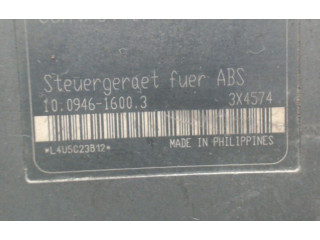 Steuergeraet fuer ABS
10.0946-1600.3 3X4574
*L4U5C23B12*
MADE IN PHILIPPINES